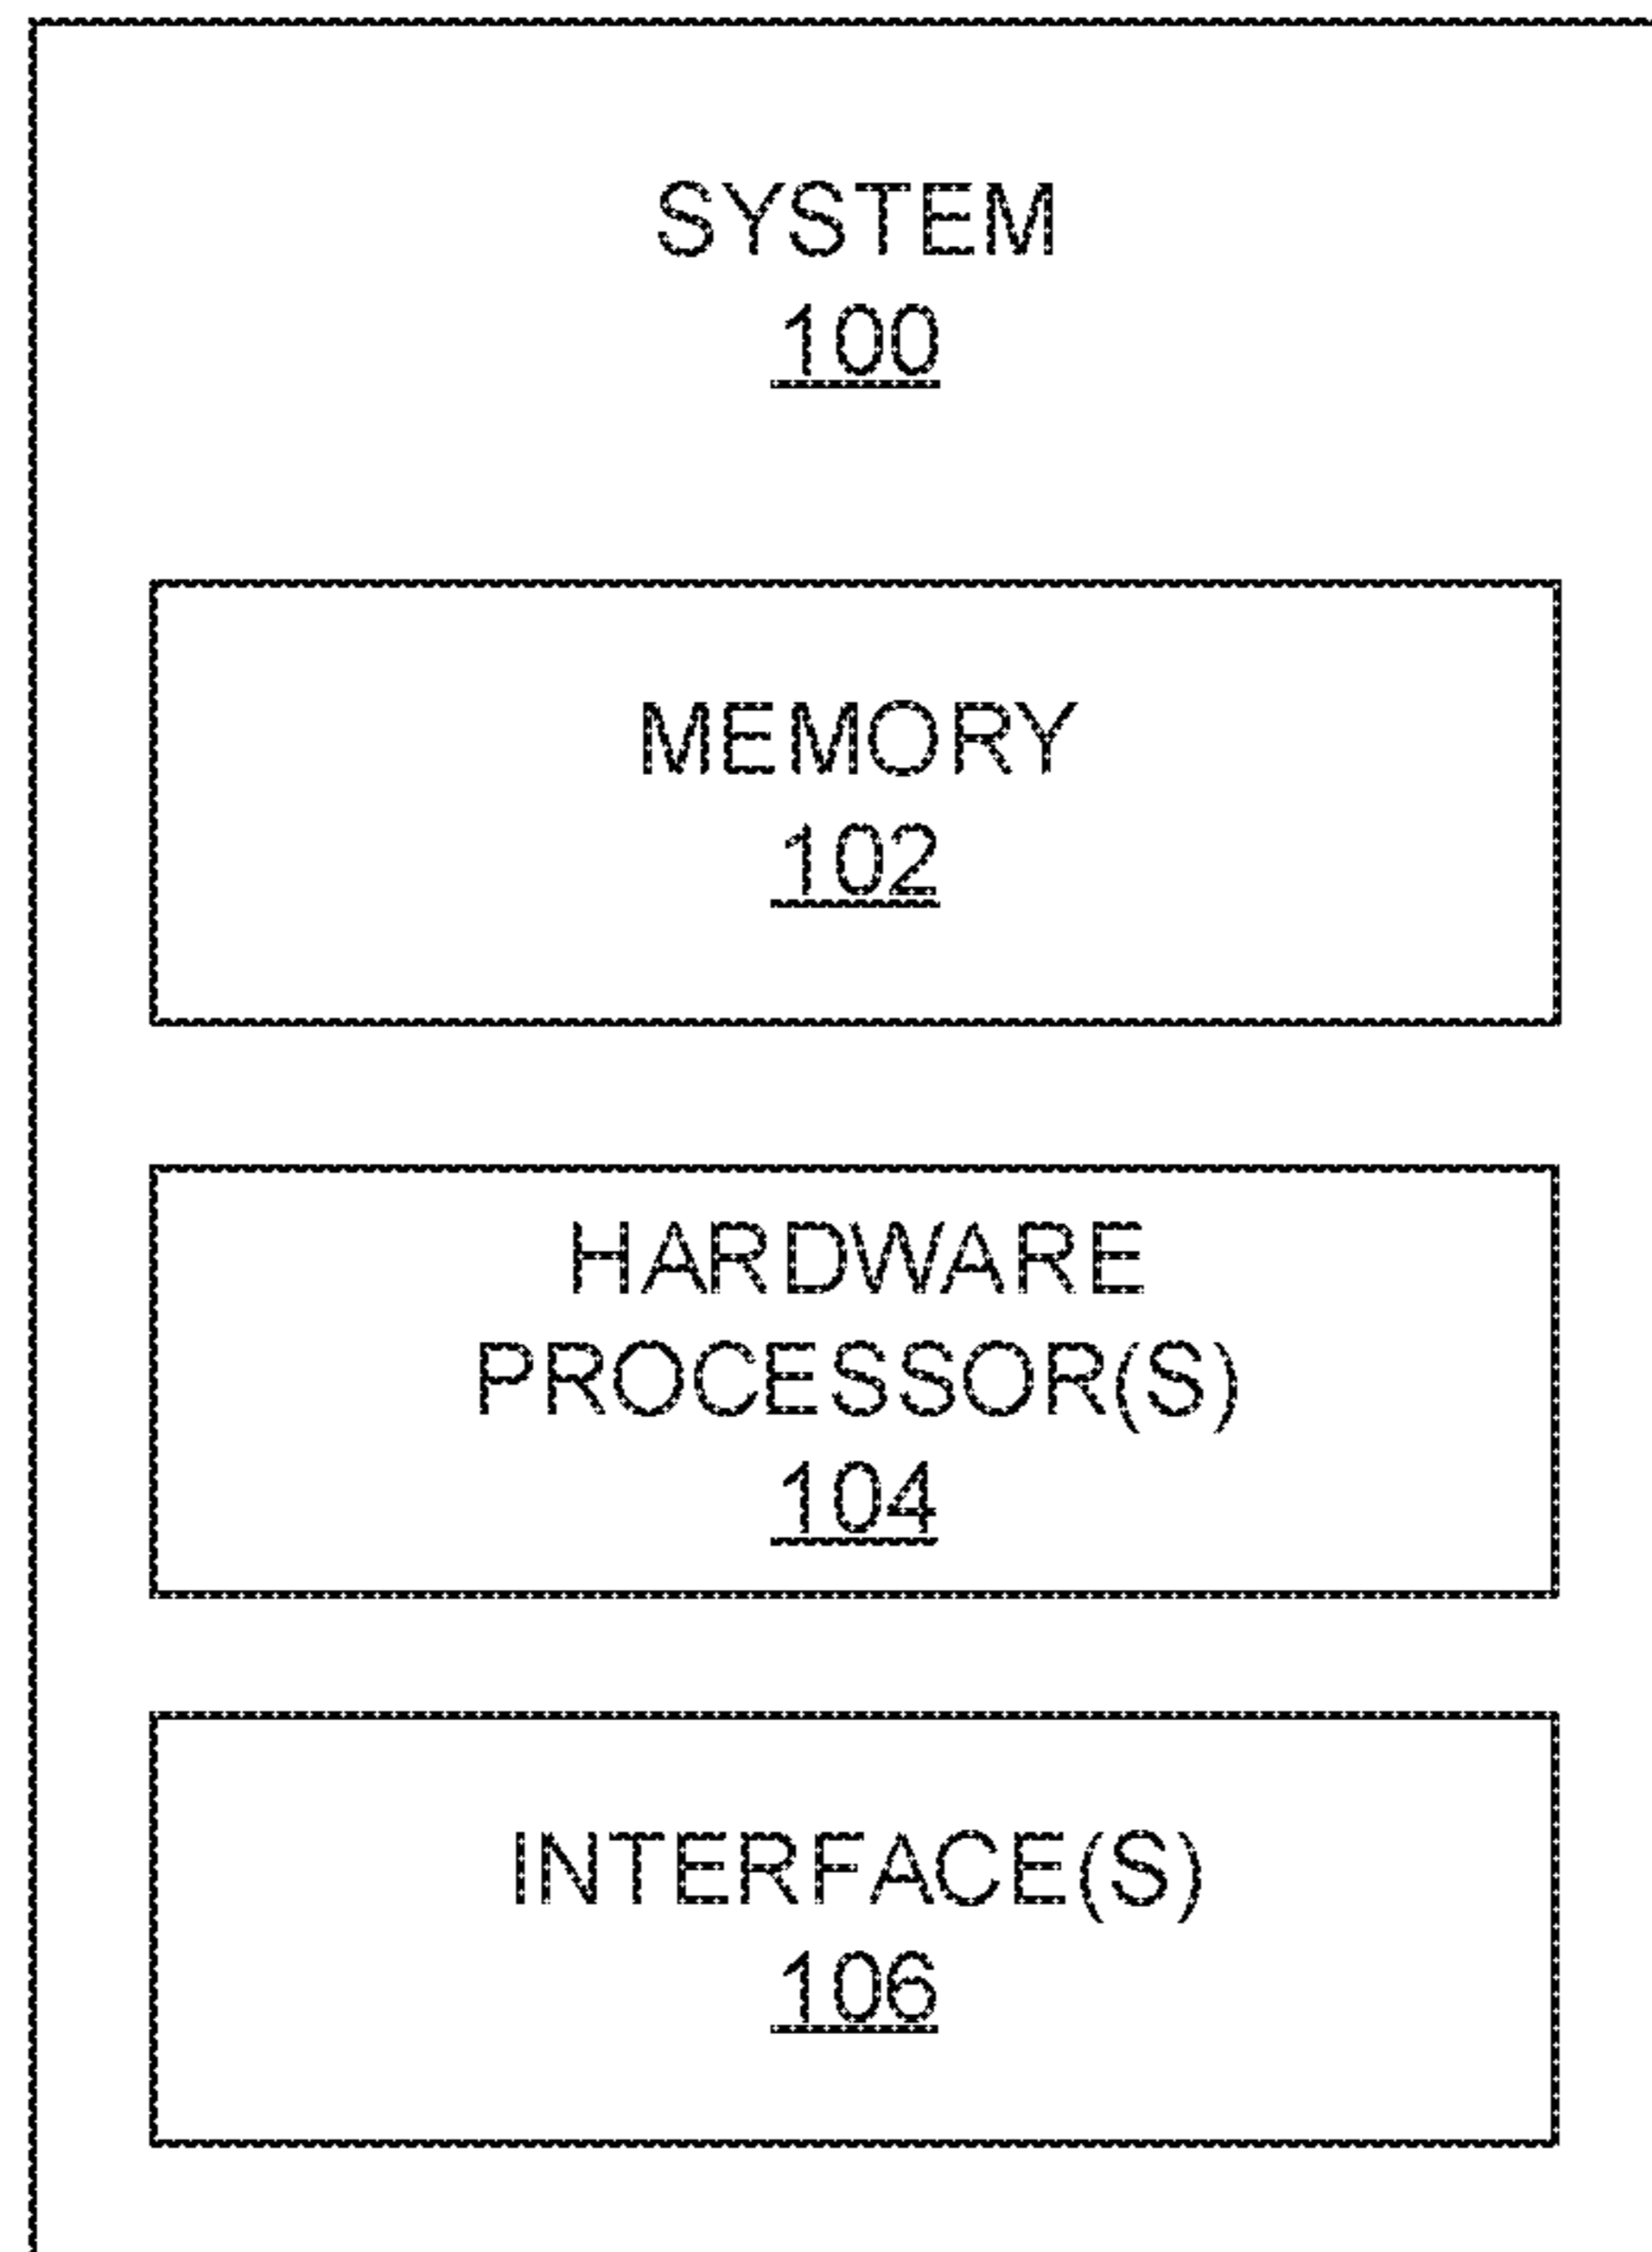 SYSTEM
100
MEMORY
102
HARDWARE
PROCESSOR(S)
104
INTERFACE(S)
106